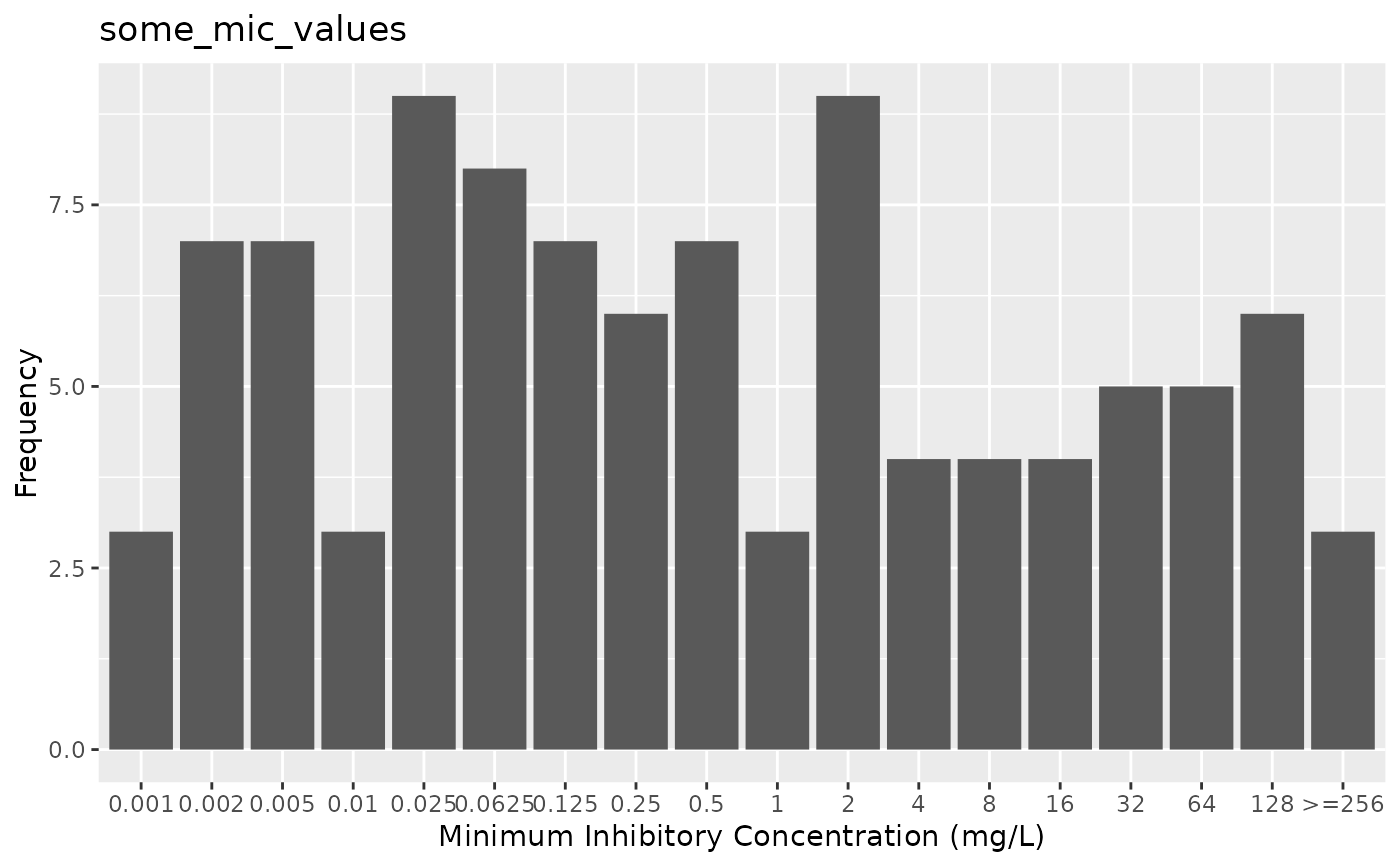 some_mic_values
Frequency
7.5
5.0
2.5
0.0
0.001 0.002 0.005 0.01 0.025 0.0625 0.125 0.25 0.5 1 2 4 8 16 32 64 128 >=256
Minimum Inhibitory Concentration (mg/L)